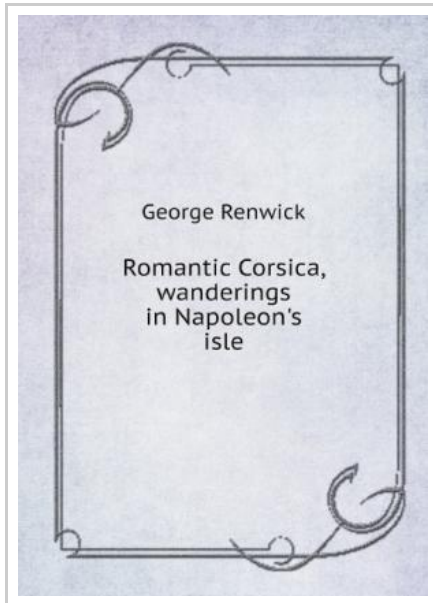 George Renwick
Romantic Corsica,
wanderings
in Napoleon's
isle